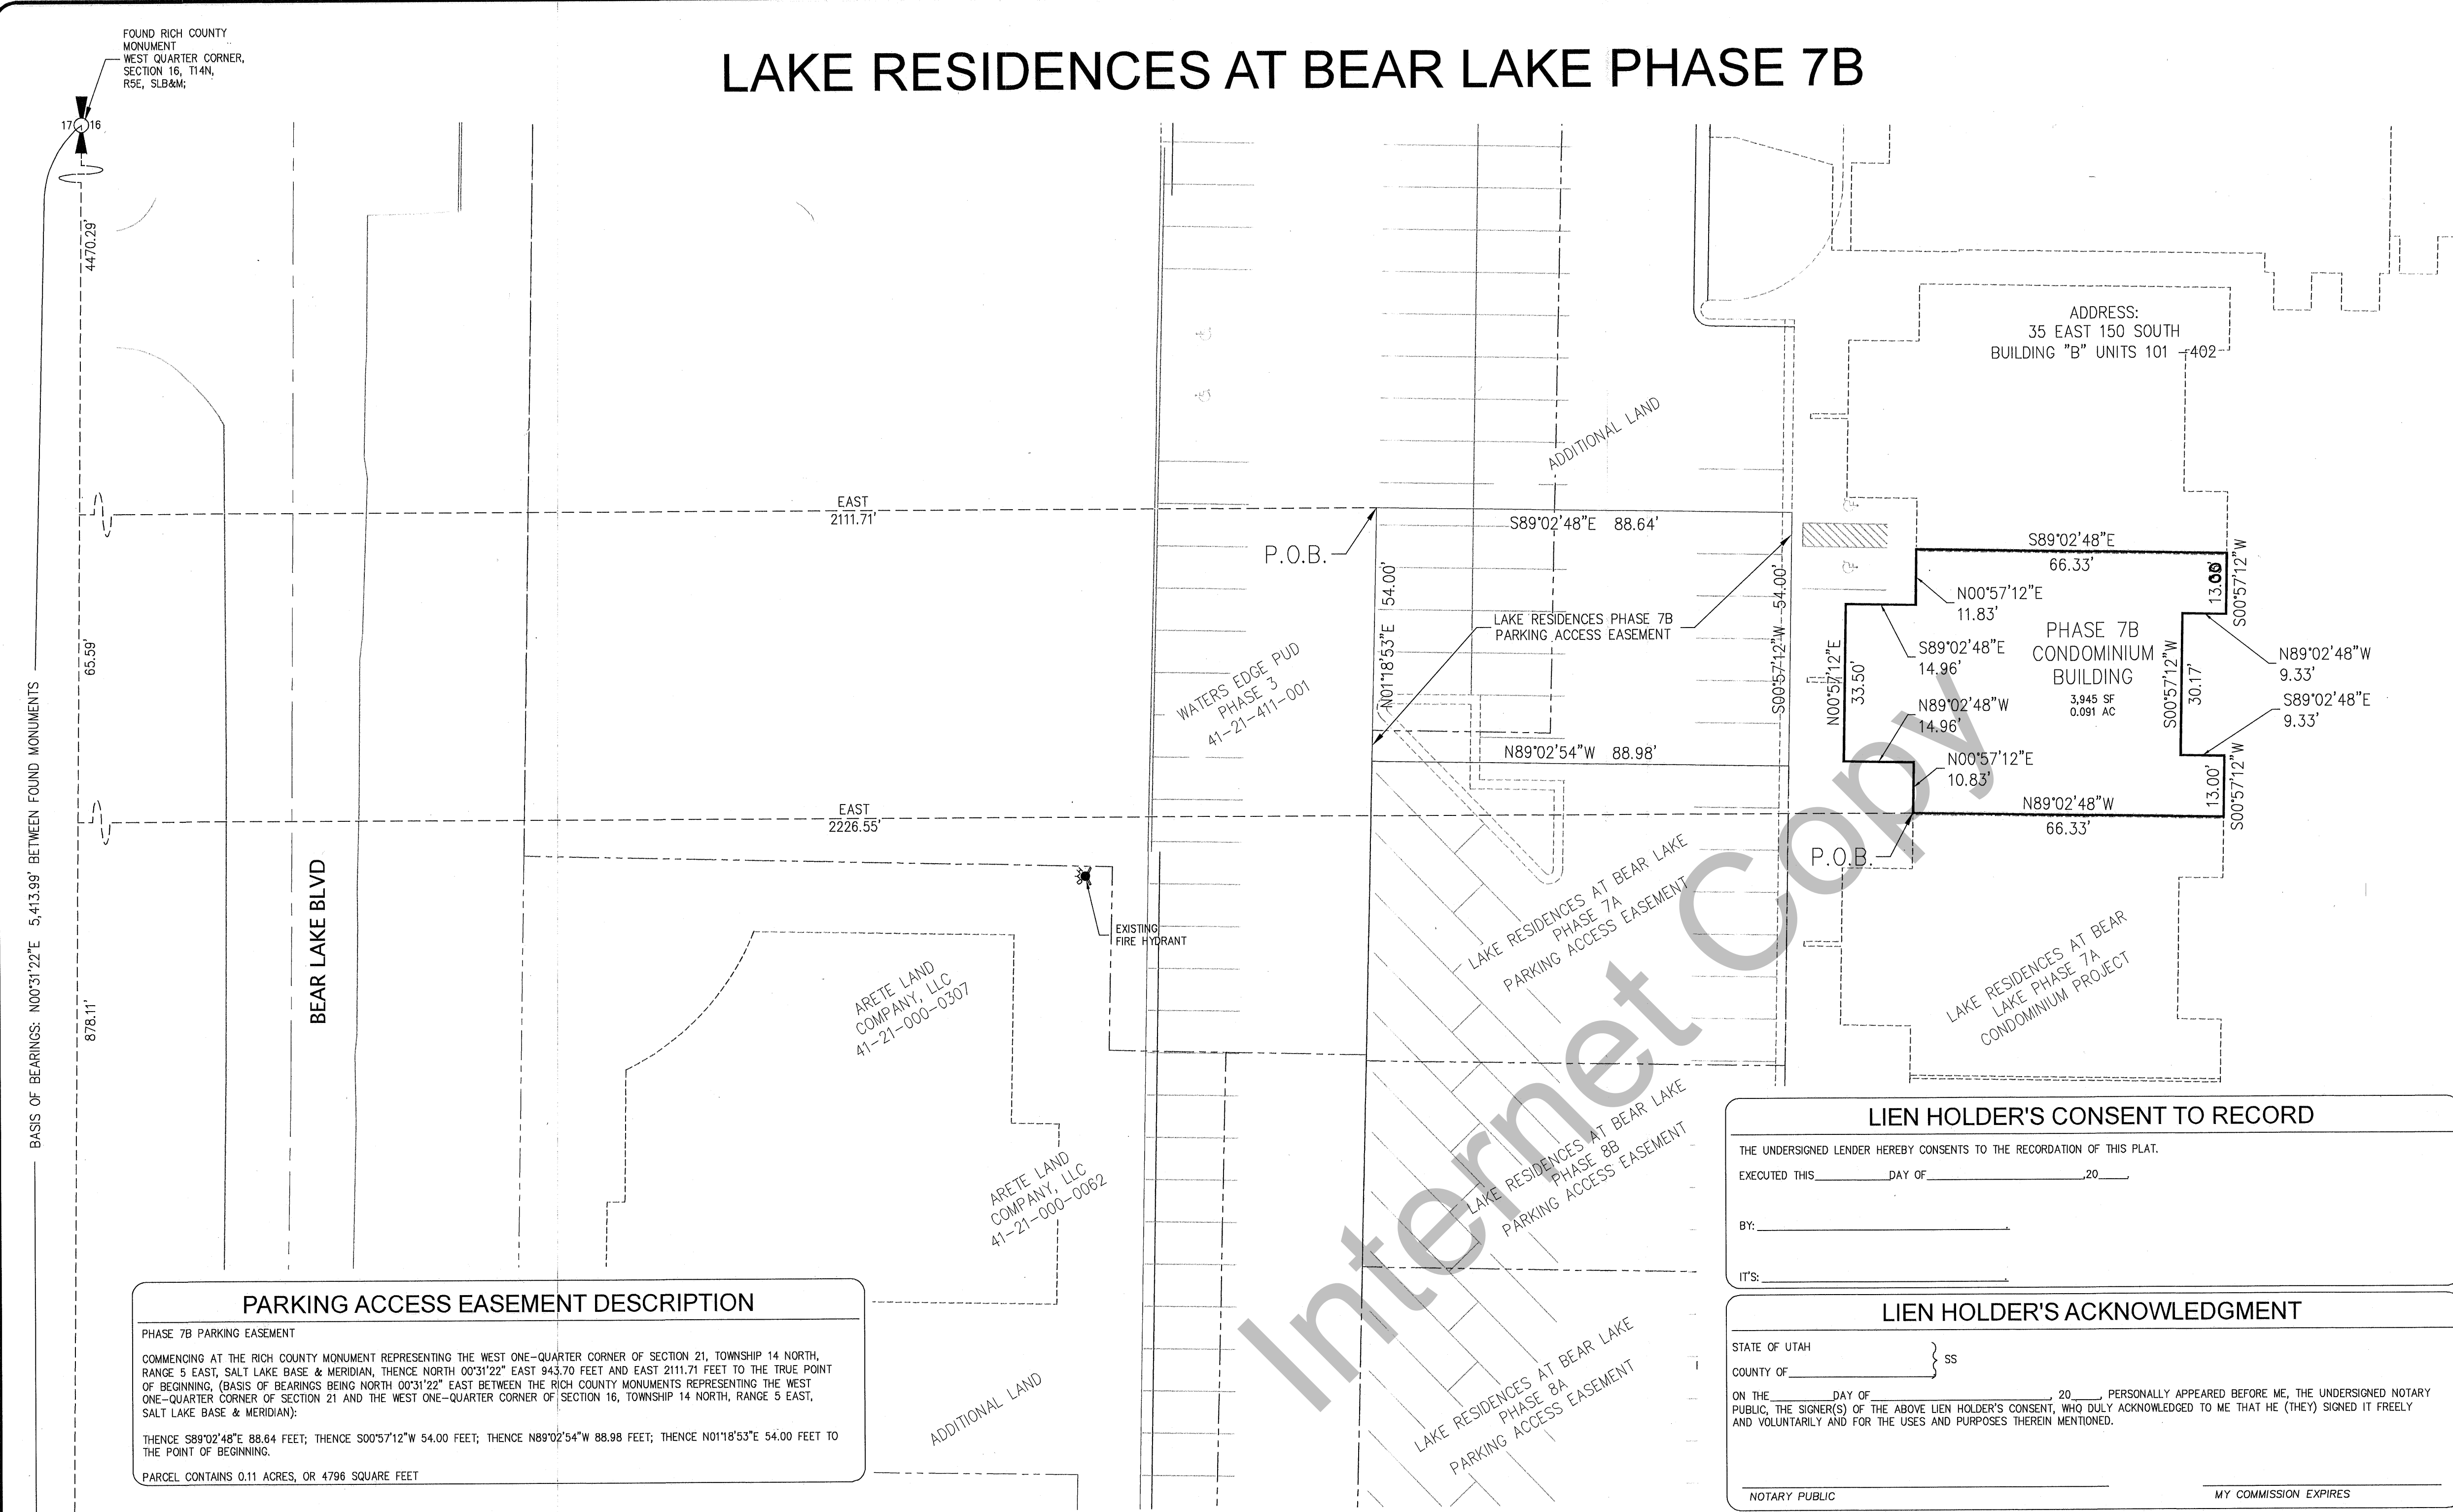 LAKE RESIDENCES AT BEAR LAKE PHASE 7B
FOUND RICH COUNTY
MONUMENT
WEST QUARTER CORNER,
SECTION 16, T14N,
R5E, SLB&M;
17 16
4470.29'
65.59'
878.11'
BASIS OF BEARINGS: N00°31'22"E 5,413.99' BETWEEN FOUND MONUMENTS
BEAR LAKE BLVD
EAST
2111.71'
EAST
2226.55'
P.O.B.
ADDITIONAL LAND
S89°02'48"E 88.64'
N01°18'53"E 54.00'
S00°57'12"W 54.00'
N89°02'54"W 88.98'
LAKE RESIDENCES PHASE 7B
PARKING ACCESS EASEMENT
WATERS EDGE PUD
PHASE 3
41-21-411-001
ADDRESS:
35 EAST 150 SOUTH
BUILDING "B" UNITS 101 -402
S89°02'48"E
66.33'
S00°57'12"W
N00°57'12"E
11.83'
S89°02'48"E
14.96'
N00°57'12"E
33.50'
N89°02'48"W
14.96'
N00°57'12"E
10.83'
PHASE 7B
CONDOMINIUM
BUILDING
3,945 SF
0.091 AC
S00°57'12"W
30.17'
N89°02'48"W
9.33'
S89°02'48"E
9.33'
13.00'
S00°57'12"W
N89°02'48"W
66.33'
P.O.B.
EXISTING
FIRE HYDRANT
ARETE LAND
COMPANY, LLC
41-21-000-0307
ARETE LAND
COMPANY, LLC
41-21-000-0062
ADDITIONAL LAND
LAKE RESIDENCES AT BEAR LAKE
PHASE 7A
PARKING ACCESS EASEMENT
LAKE RESIDENCES AT BEAR LAKE
PHASE 8B
PARKING ACCESS EASEMENT
LAKE RESIDENCES AT BEAR LAKE
PHASE 8A
PARKING ACCESS EASEMENT
LAKE RESIDENCES AT BEAR
LAKE PHASE 7A
CONDOMINIUM PROJECT
Internet Copy
PARKING ACCESS EASEMENT DESCRIPTION
PHASE 7B PARKING EASEMENT
COMMENCING AT THE RICH COUNTY MONUMENT REPRESENTING THE WEST ONE-QUARTER CORNER OF SECTION 21, TOWNSHIP 14 NORTH,
RANGE 5 EAST, SALT LAKE BASE & MERIDIAN, THENCE NORTH 00°31'22" EAST 943.70 FEET AND EAST 2111.71 FEET TO THE TRUE POINT
OF BEGINNING, (BASIS OF BEARINGS BEING NORTH 00°31'22" EAST BETWEEN THE RICH COUNTY MONUMENTS REPRESENTING THE WEST
ONE-QUARTER CORNER OF SECTION 21 AND THE WEST ONE-QUARTER CORNER OF SECTION 16, TOWNSHIP 14 NORTH, RANGE 5 EAST,
SALT LAKE BASE & MERIDIAN):
THENCE S89°02'48"E 88.64 FEET; THENCE S00°57'12"W 54.00 FEET; THENCE N89°02'54"W 88.98 FEET; THENCE N01°18'53"E 54.00 FEET TO
THE POINT OF BEGINNING.
PARCEL CONTAINS 0.11 ACRES, OR 4796 SQUARE FEET
LIEN HOLDER'S CONSENT TO RECORD
THE UNDERSIGNED LENDER HEREBY CONSENTS TO THE RECORDATION OF THIS PLAT.
EXECUTED THIS____________DAY OF________________________,20____.
BY:________________________________.
IT'S:________________________________.
LIEN HOLDER'S ACKNOWLEDGMENT
STATE OF UTAH
SS
COUNTY OF______________
ON THE_________DAY OF__________________________, 20____, PERSONALLY APPEARED BEFORE ME, THE UNDERSIGNED NOTARY
PUBLIC, THE SIGNER(S) OF THE ABOVE LIEN HOLDER'S CONSENT, WHO DULY ACKNOWLEDGED TO ME THAT HE (THEY) SIGNED IT FREELY
AND VOLUNTARILY AND FOR THE USES AND PURPOSES THEREIN MENTIONED.
NOTARY PUBLIC
MY COMMISSION EXPIRES